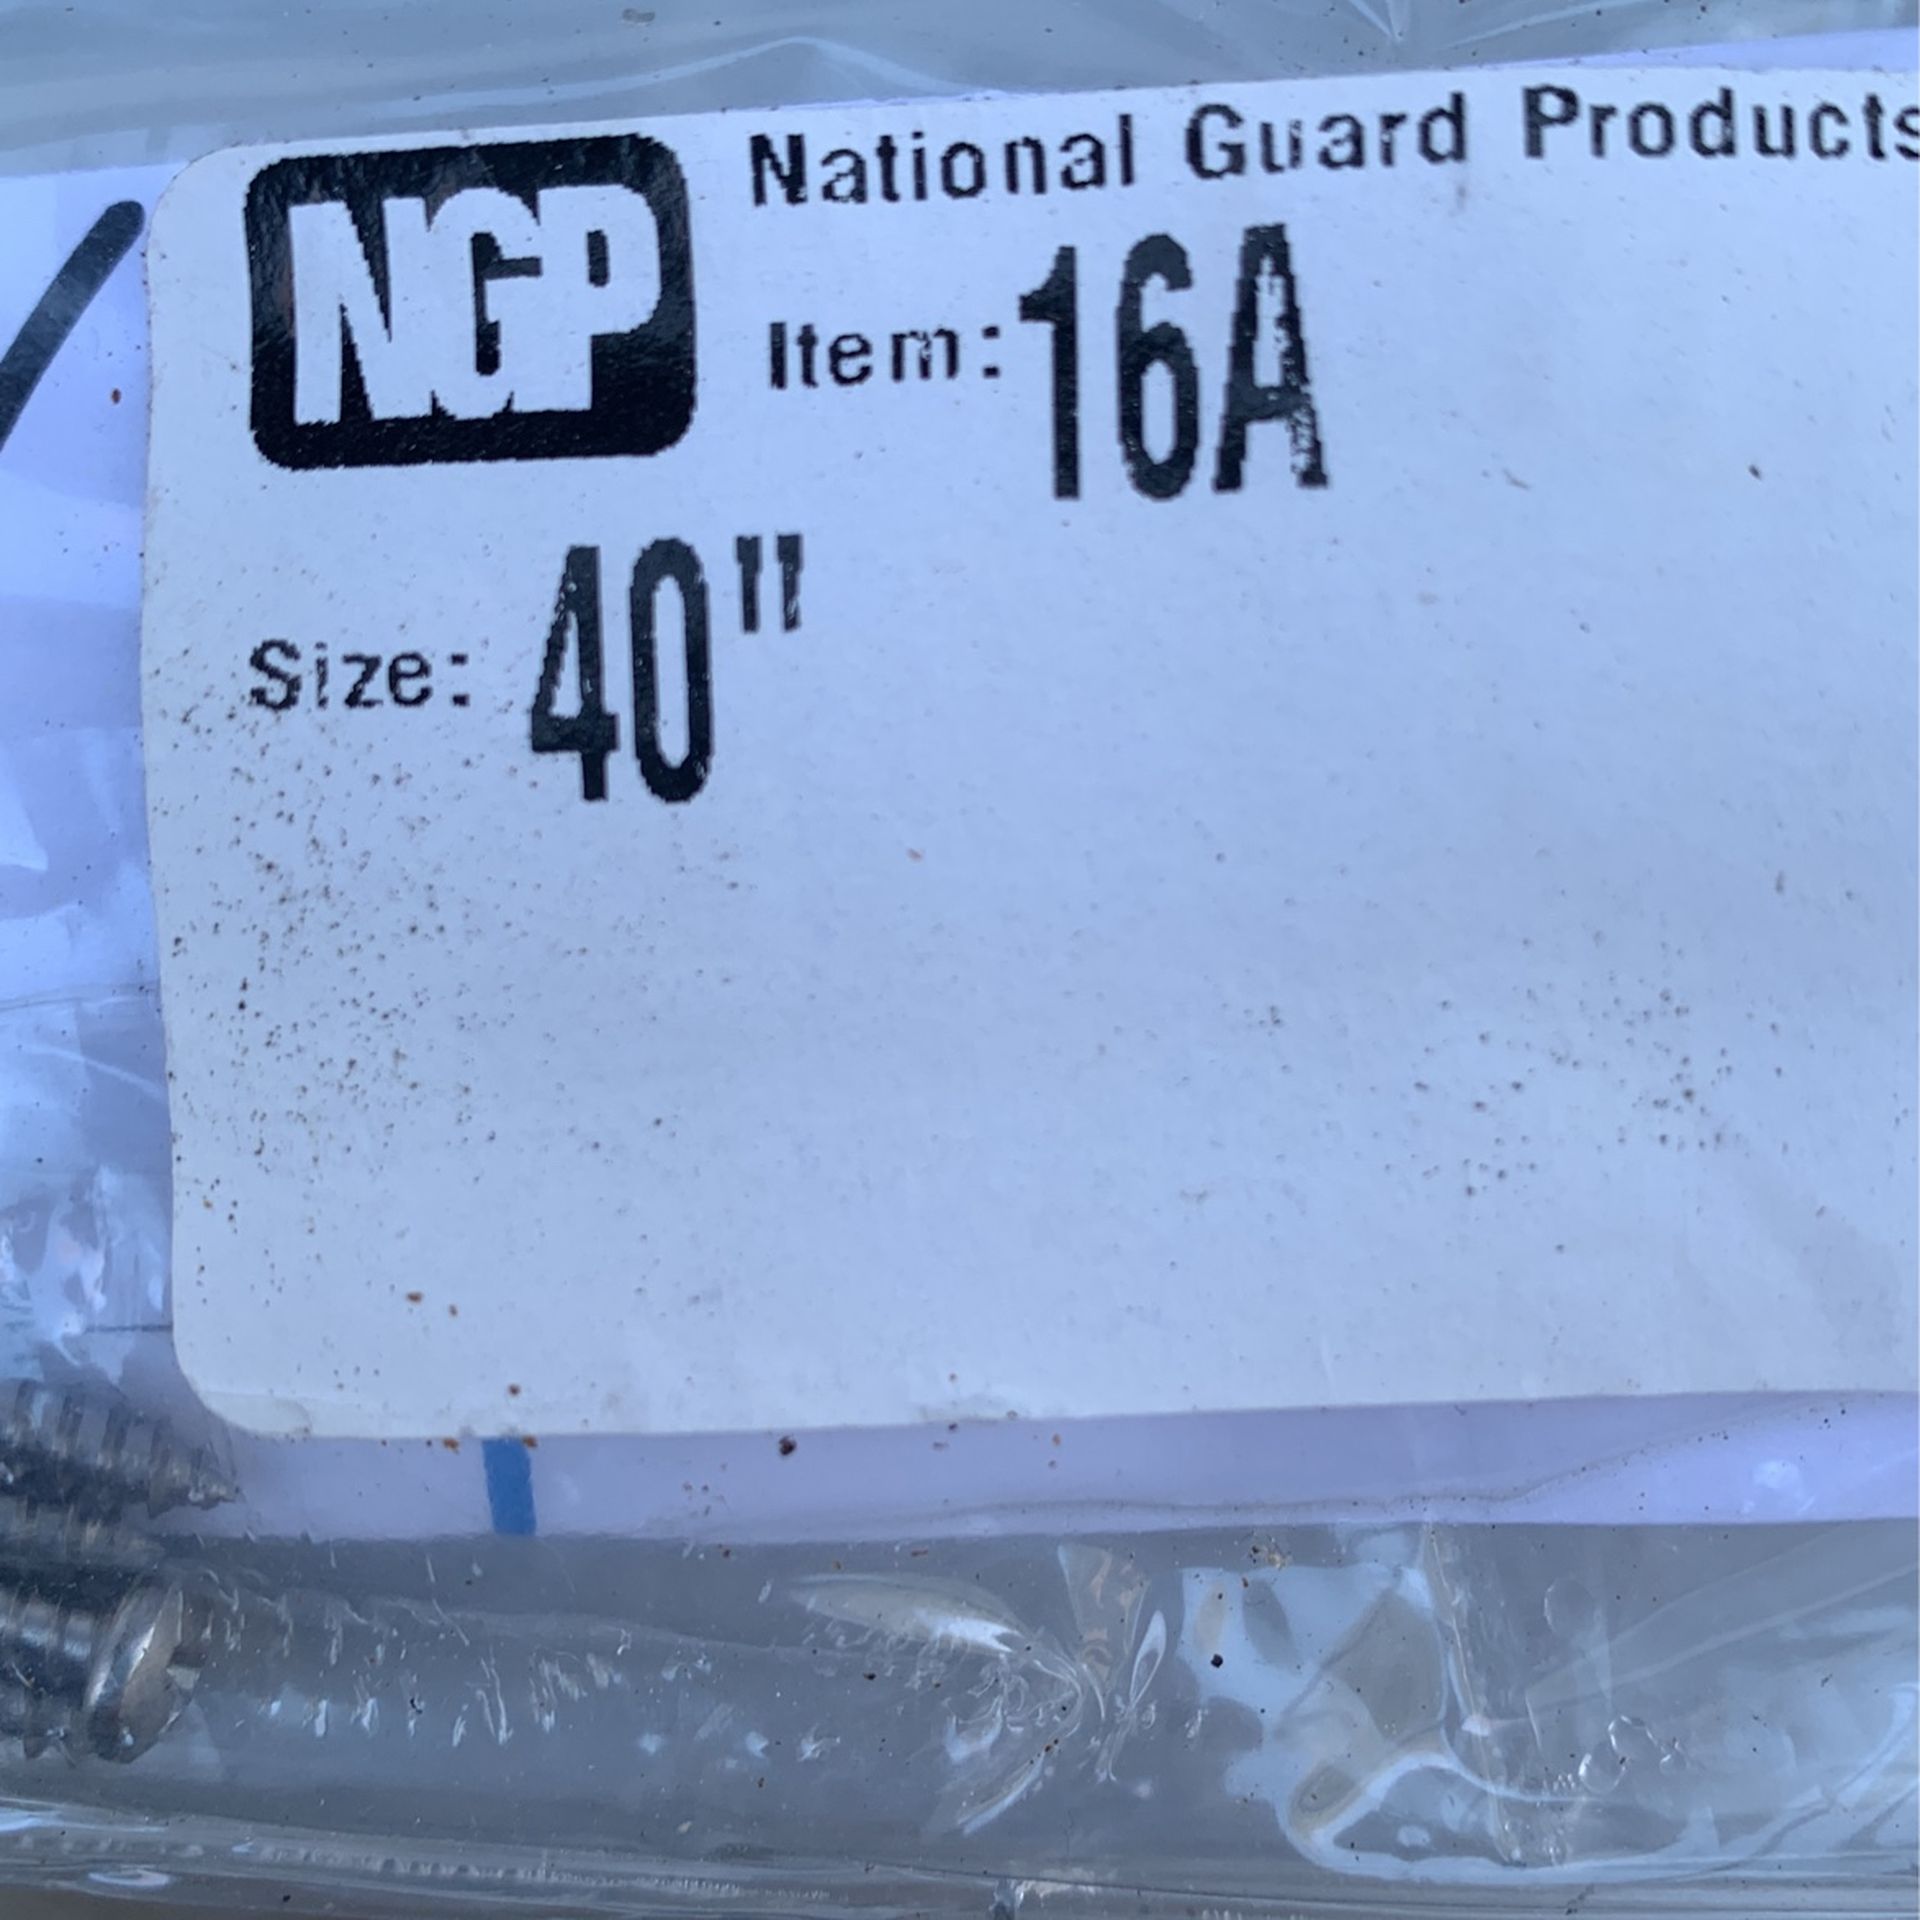 NGP National Guard Products
Item: 16A
Size: 40"